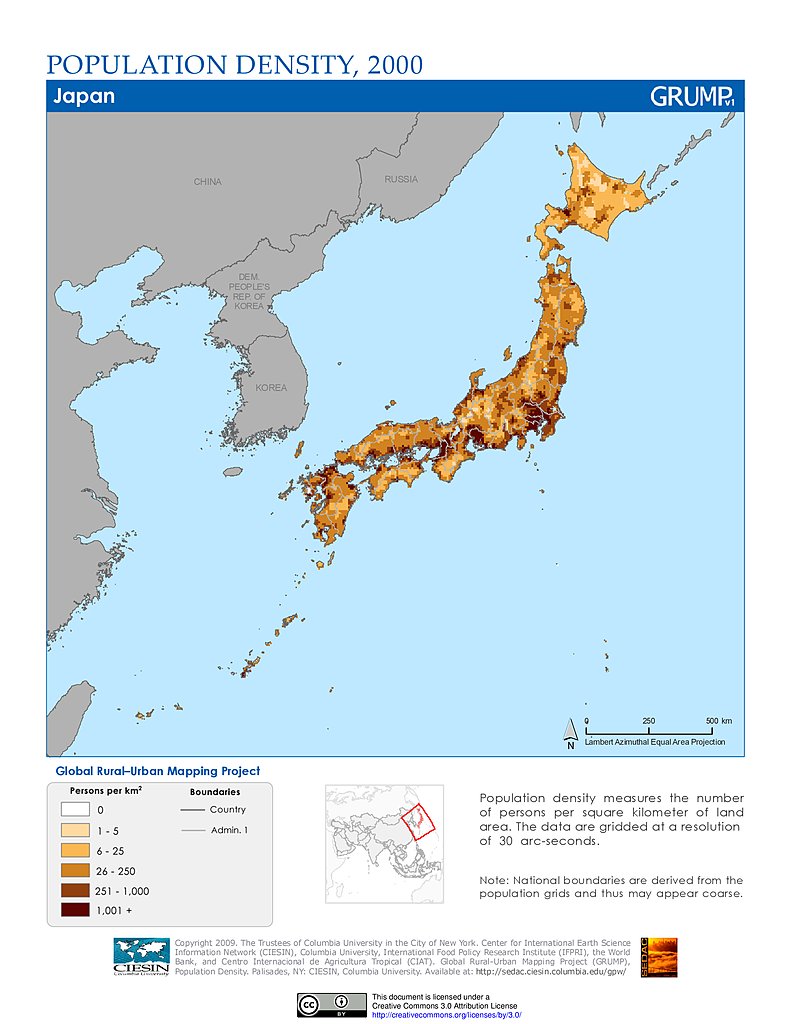 POPULATION DENSITY, 2000
Japan
GRUMPv1
CHINA
RUSSIA
DEM.
PEOPLE'S
REP. OF
KOREA
KOREA
0 250 500 km
N
Lambert Azimuthal Equal Area Projection
Global Rural–Urban Mapping Project
Persons per km²
0
1 - 5
6 - 25
26 - 250
251 - 1,000
1,001 +
Boundaries
Country
Admin. 1
Population density measures the number
of persons per square kilometer of land
area. The data are gridded at a resolution
of 30 arc-seconds.
Note: National boundaries are derived from the
population grids and thus may appear coarse.
CIESIN
Columbia University
Copyright 2009. The Trustees of Columbia University in the City of New York. Center for International Earth Science
Information Network (CIESIN), Columbia University, International Food Policy Research Institute (IFPRI), the World
Bank, and Centro Internacional de Agricultura Tropical (CIAT). Global Rural-Urban Mapping Project (GRUMP),
Population Density. Palisades, NY: CIESIN, Columbia University. Available at: http://sedac.ciesin.columbia.edu/gpw/
SEDAC
cc
BY
This document is licensed under a
Creative Commons 3.0 Attribution License
http://creativecommons.org/licenses/by/3.0/